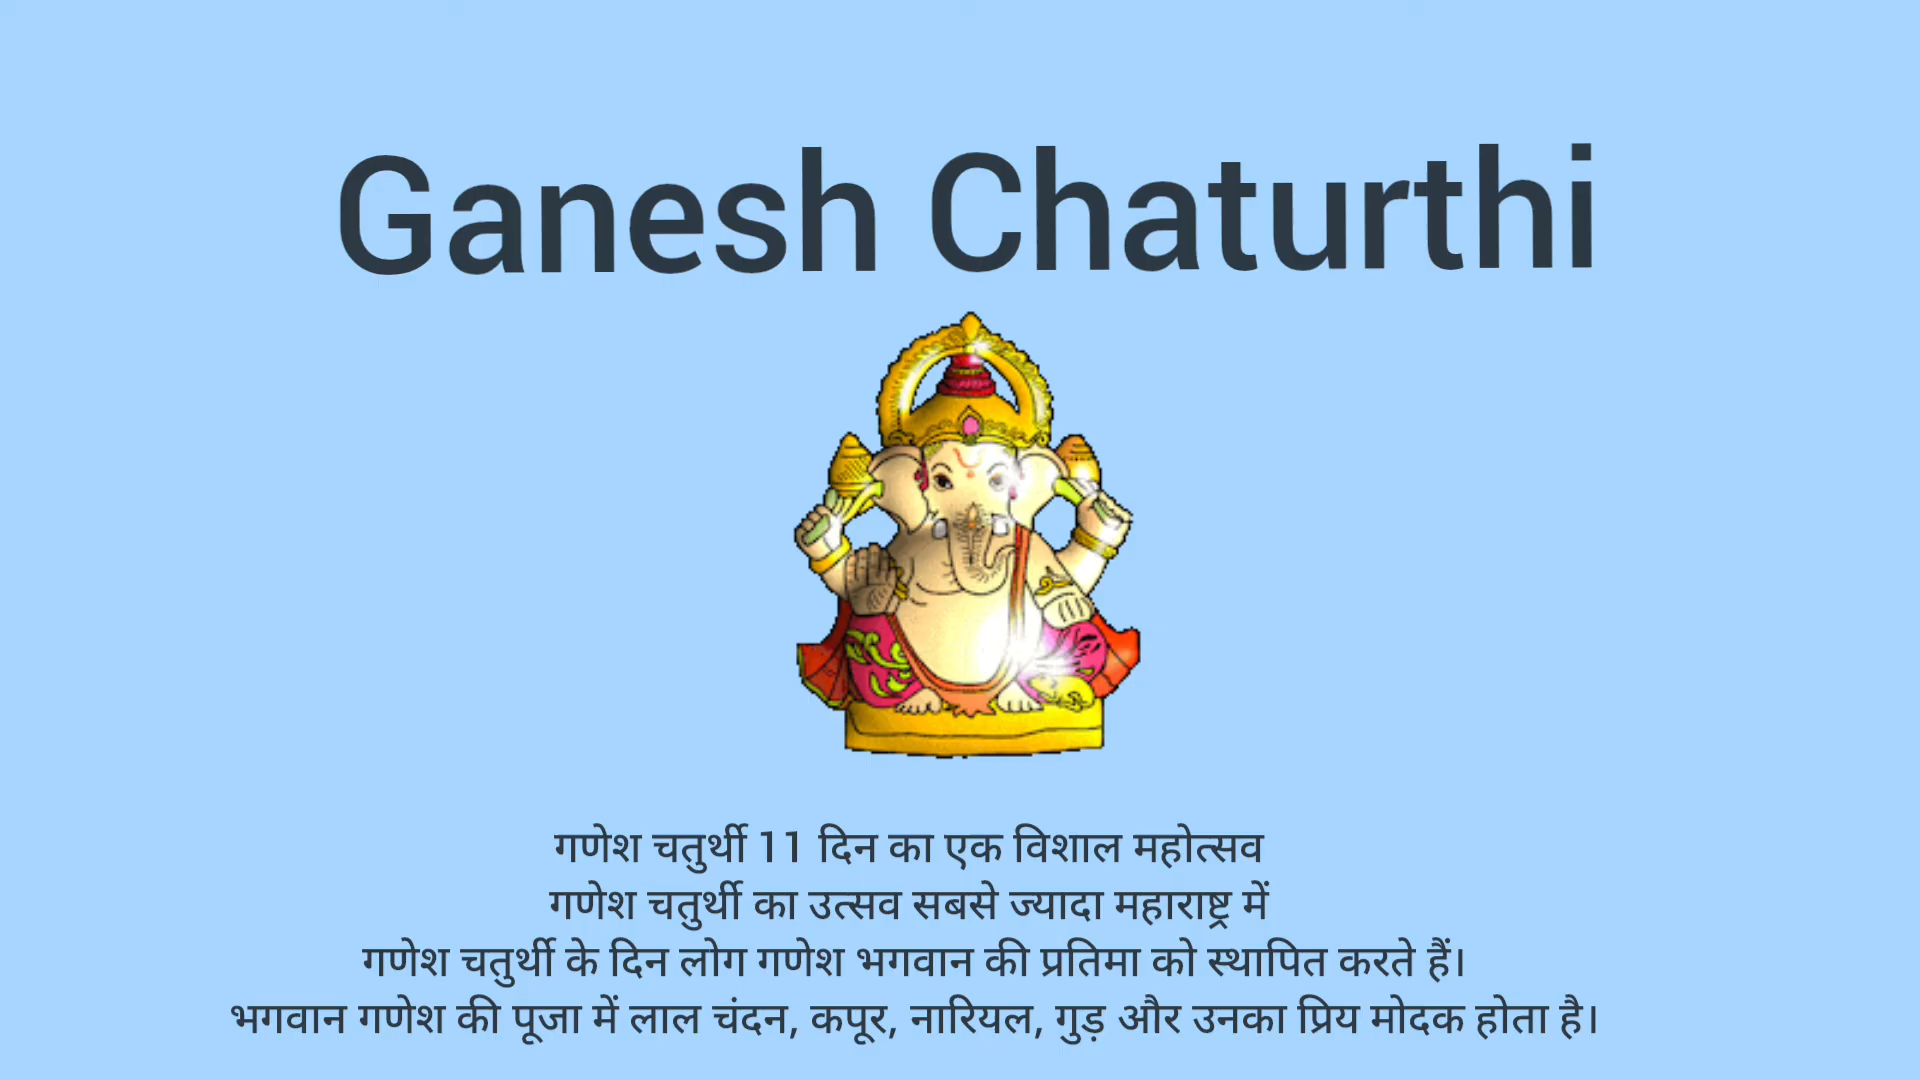 Ganesh Chaturthi
गणेश चतुर्थी 11 दिन का एक विशाल महोत्सव
गणेश चतुर्थी का उत्सव सबसे ज्यादा महाराष्ट्र में
गणेश चतुर्थी के दिन लोग गणेश भगवान की प्रतिमा को स्थापित करते हैं।
भगवान गणेश की पूजा में लाल चंदन, कपूर, नारियल, गुड़ और उनका प्रिय मोदक होता है।